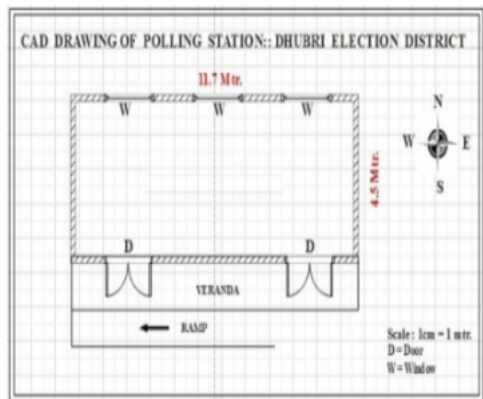 CAD DRAWING OF POLLING STATION:: DHUBRI ELECTION DISTRICT
11.7 Mtr.
W W W
N
W E
S
4.5 Mtr.
D D
VERANDA
RAMP
Scale : 1cm = 1 mtr.
D = Door
W = Window